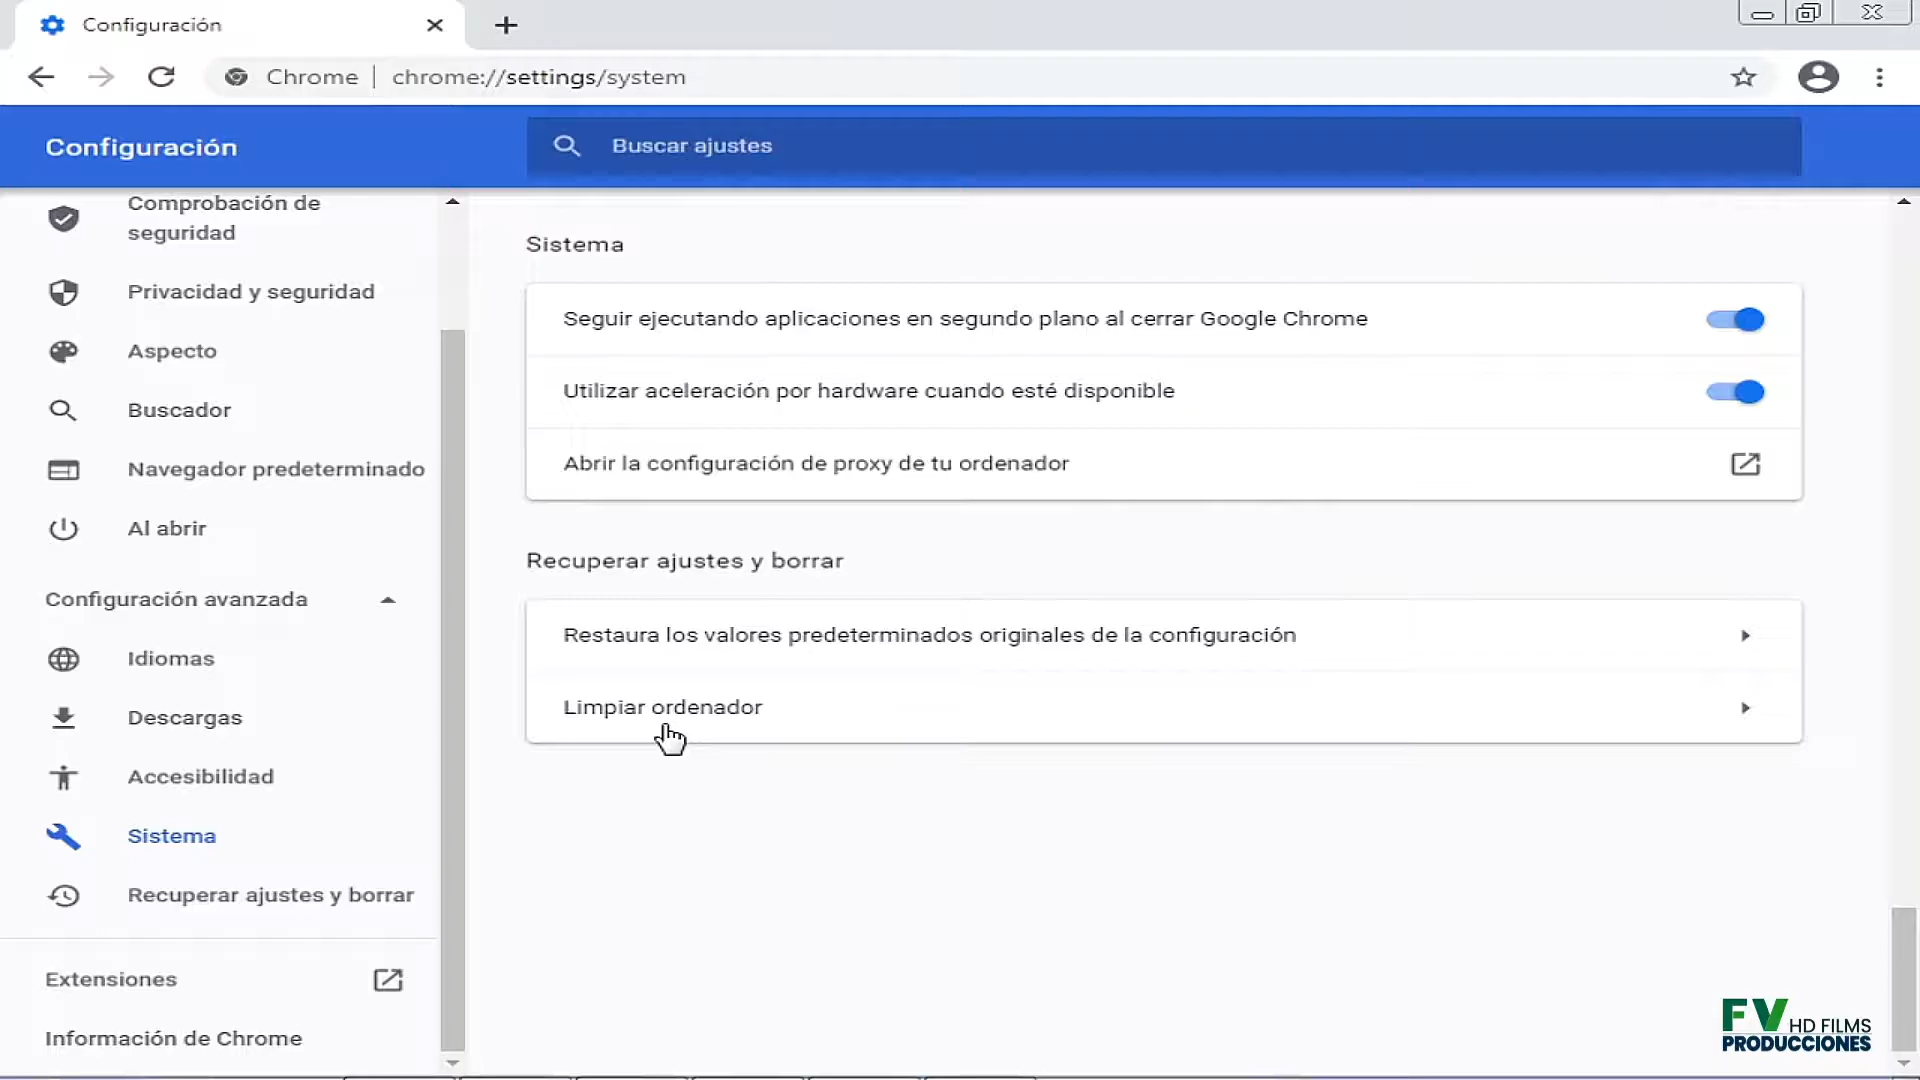 Configuración
Chrome | chrome://settings/system
Configuración
Buscar ajustes
Comprobación de
seguridad
Privacidad y seguridad
Aspecto
Buscador
Navegador predeterminado
Al abrir
Configuración avanzada
Idiomas
Descargas
Accesibilidad
Sistema
Recuperar ajustes y borrar
Extensiones
Información de Chrome
Sistema
Seguir ejecutando aplicaciones en segundo plano al cerrar Google Chrome
Utilizar aceleración por hardware cuando esté disponible
Abrir la configuración de proxy de tu ordenador
Recuperar ajustes y borrar
Restaura los valores predeterminados originales de la configuración
Limpiar ordenador
FV HD FILMS
PRODUCCIONES